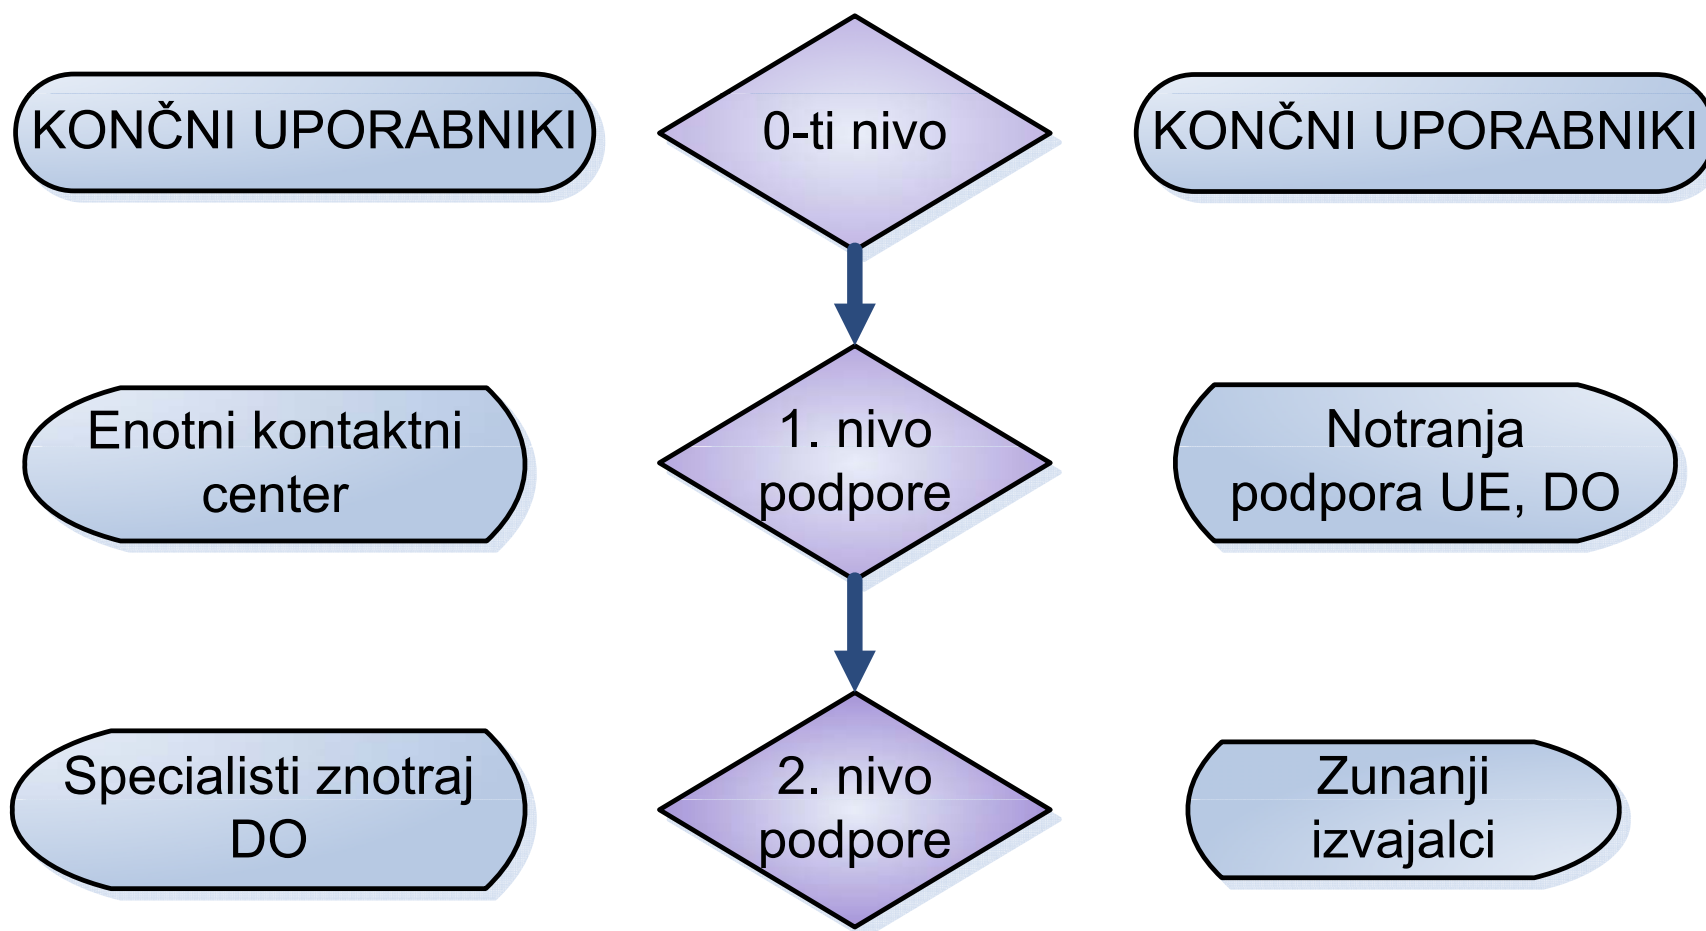 KONČNI UPORABNIKI
0-ti nivo
KONČNI UPORABNIKI
Enotni kontaktni
center
1. nivo
podpore
Notranja
podpora UE, DO
Specialisti znotraj
DO
2. nivo
podpore
Zunanji
izvajalci